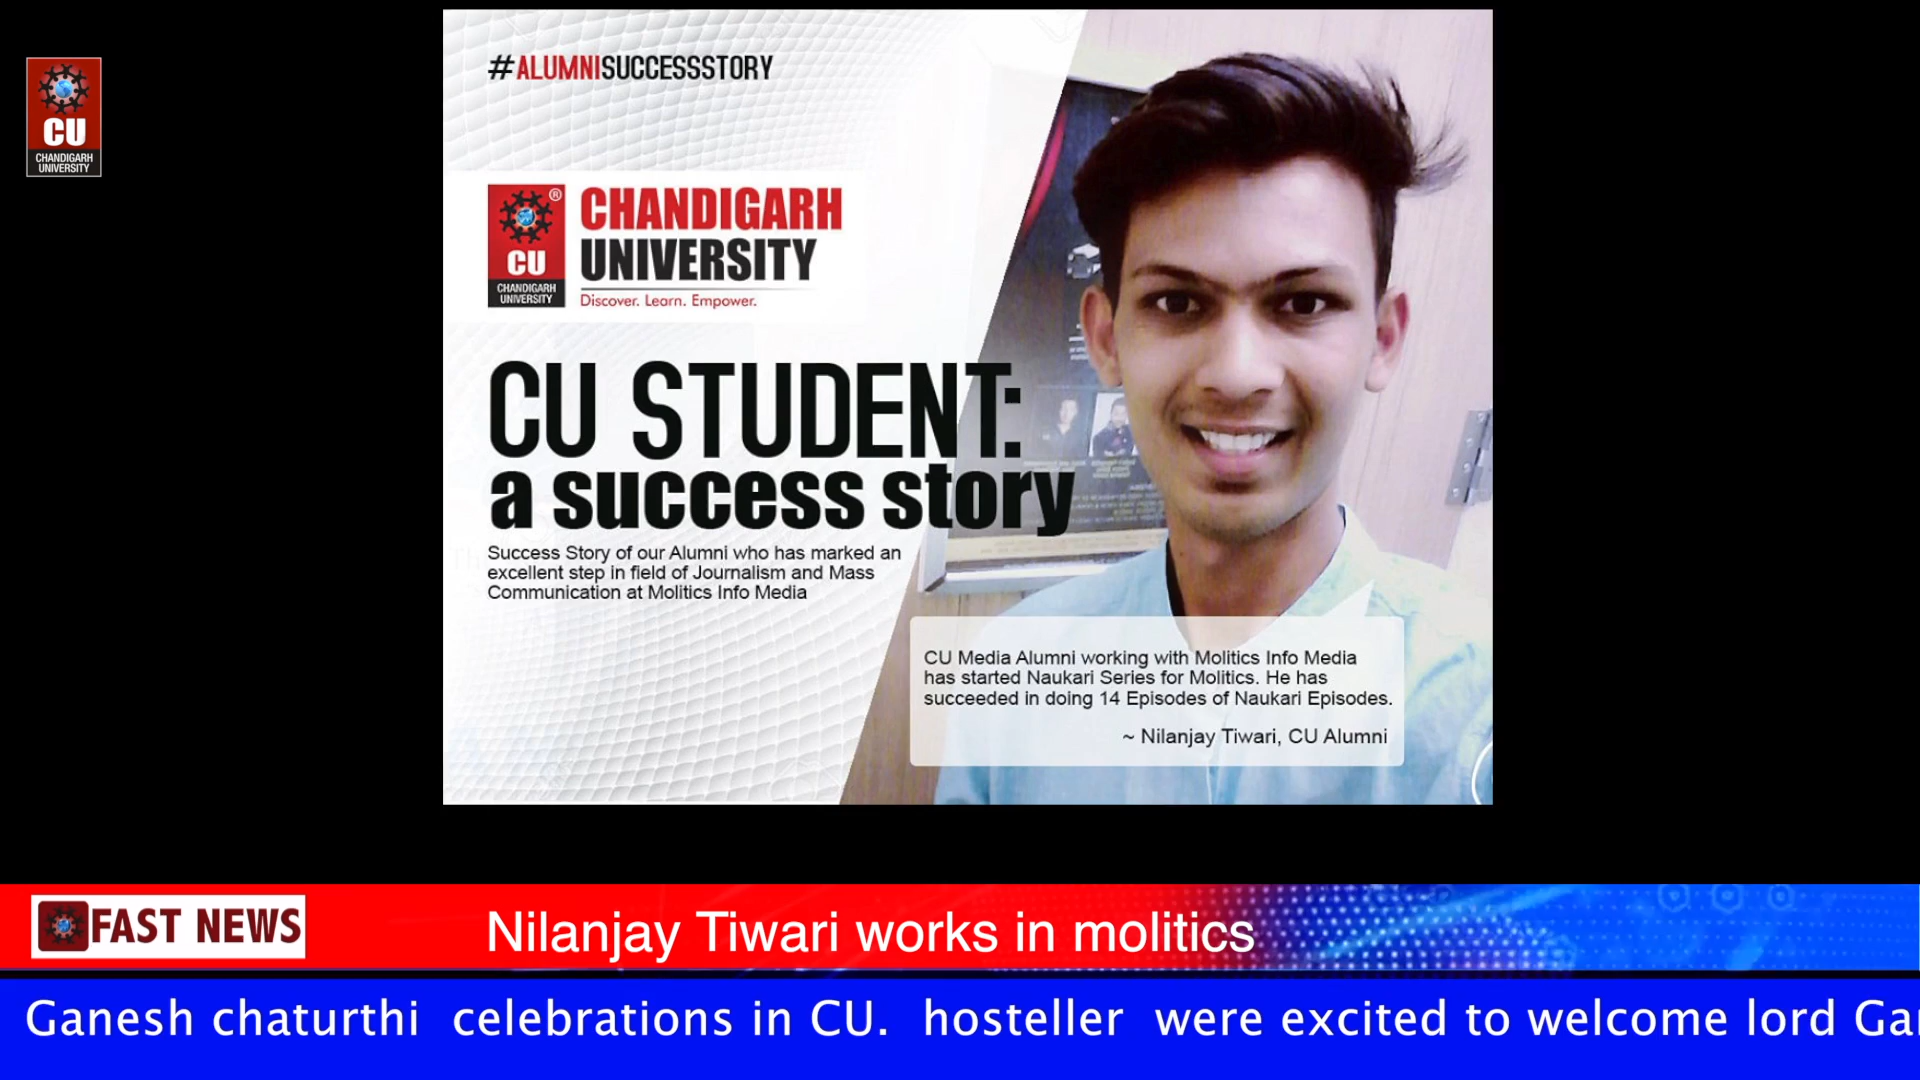 CU
CHANDIGARH
UNIVERSITY
#ALUMNISUCCESSSTORY
CU
CHANDIGARH
UNIVERSITY
®
CHANDIGARH
UNIVERSITY
Discover. Learn. Empower.
CU STUDENT:
a success story
Success Story of our Alumni who has marked an
excellent step in field of Journalism and Mass
Communication at Molitics Info Media
CU Media Alumni working with Molitics Info Media
has started Naukari Series for Molitics. He has
succeeded in doing 14 Episodes of Naukari Episodes.
~ Nilanjay Tiwari, CU Alumni
FAST NEWS
Nilanjay Tiwari works in molitics
Ganesh chaturthi celebrations in CU. hosteller were excited to welcome lord